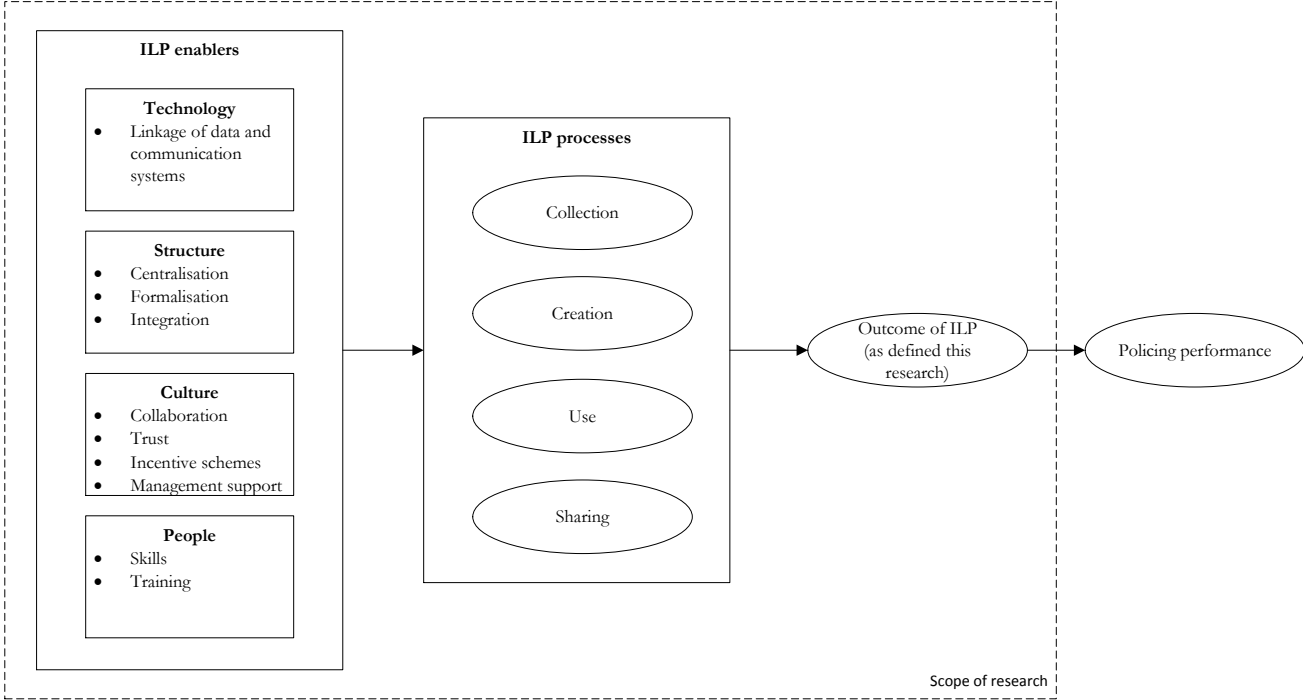 ILP enablers
Technology
• Linkage of data and
communication
systems
Structure
• Centralisation
• Formalisation
• Integration
Culture
• Collaboration
• Trust
• Incentive schemes
• Management support
People
• Skills
• Training
ILP processes
Collection
Creation
Use
Sharing
Outcome of ILP
(as defined this
research)
Policing performance
Scope of research